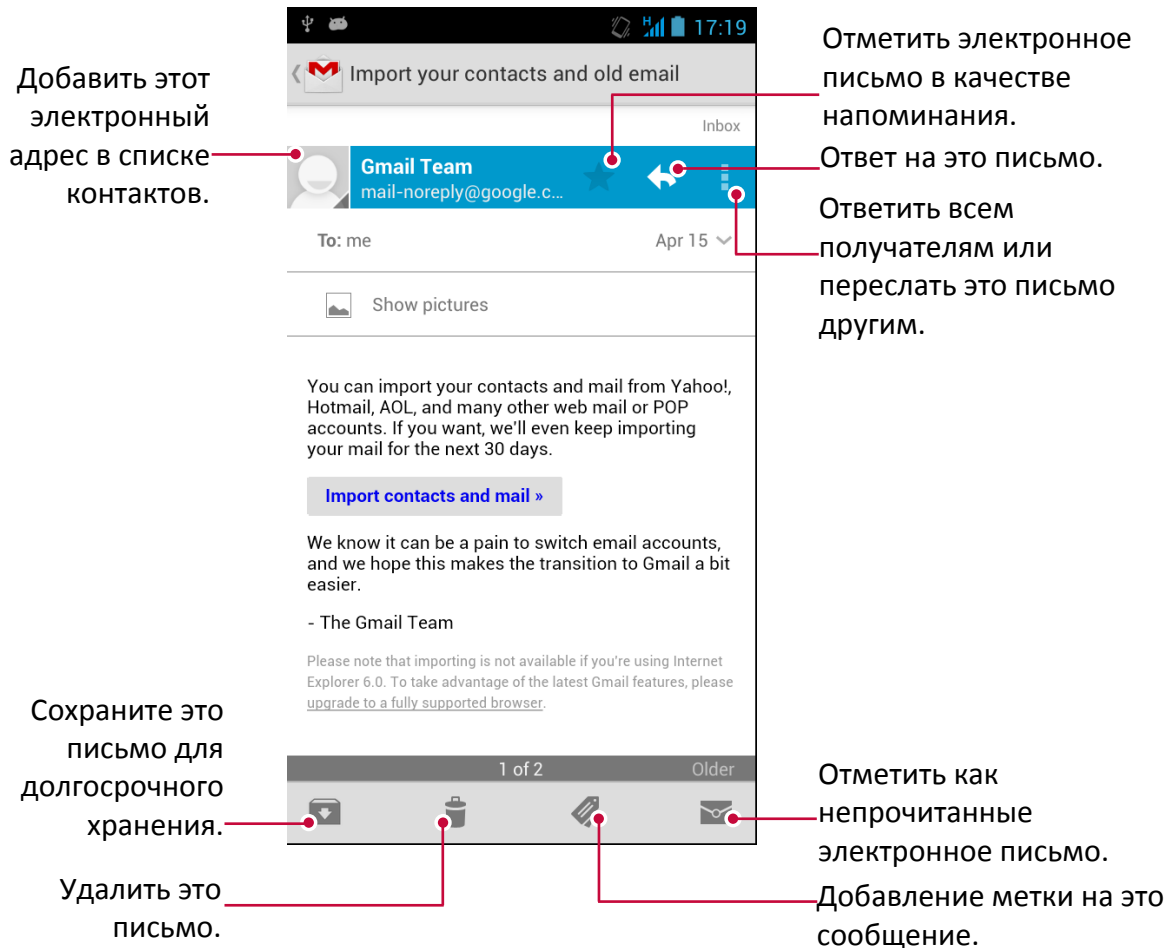 17:19
Import your contacts and old email
Inbox
Gmail Team
mail-noreply@google.c...
To: me
Apr 15
Show pictures
You can import your contacts and mail from Yahoo!,
Hotmail, AOL, and many other web mail or POP
accounts. If you want, we'll even keep importing
your mail for the next 30 days.
Import contacts and mail »
We know it can be a pain to switch email accounts,
and we hope this makes the transition to Gmail a bit
easier.
- The Gmail Team
Please note that importing is not available if you're using Internet
Explorer 6.0. To take advantage of the latest Gmail features, please
upgrade to a fully supported browser.
1 of 2
Older
Добавить этот
электронный
адрес в списке
контактов.
Сохраните это
письмо для
долгосрочного
хранения.
Удалить это
письмо.
Отметить электронное
письмо в качестве
напоминания.
Ответ на это письмо.
Ответить всем
получателям или
переслать это письмо
другим.
Отметить как
непрочитанные
электронное письмо.
Добавление метки на это
сообщение.
H